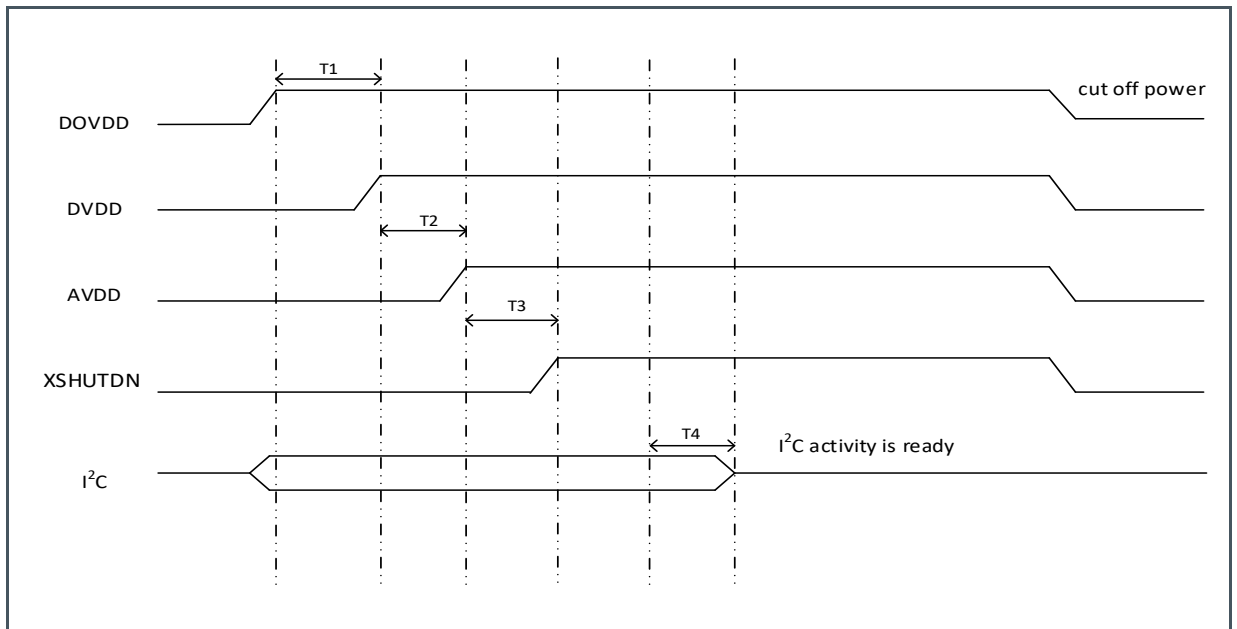 T1
cut off power
DOVDD
DVDD
T2
AVDD
T3
XSHUTDN
T4
I²C activity is ready
I²C